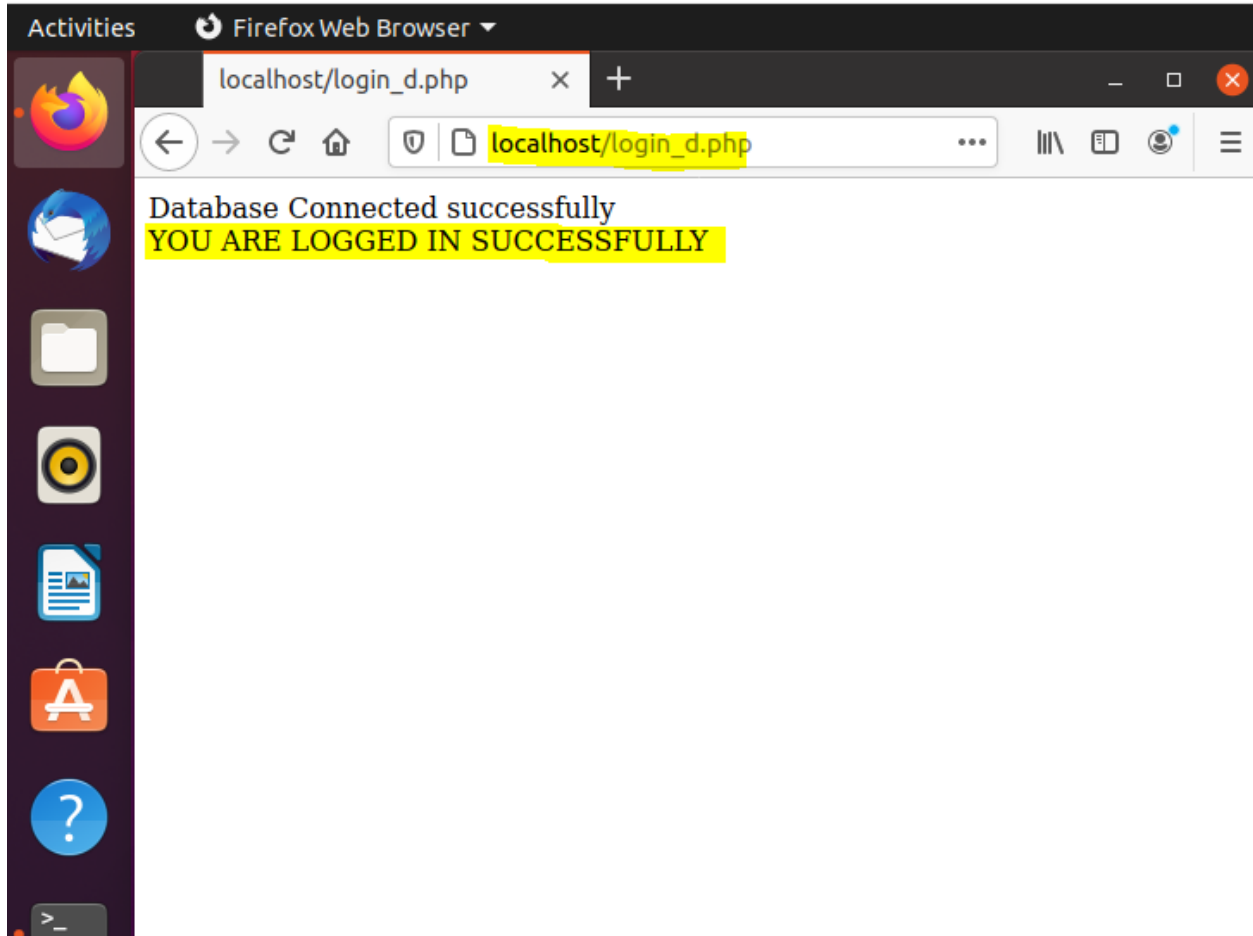 Activities Firefox Web Browser
localhost/login_d.php
localhost/login_d.php
Database Connected successfully
YOU ARE LOGGED IN SUCCESSFULLY
?
>_